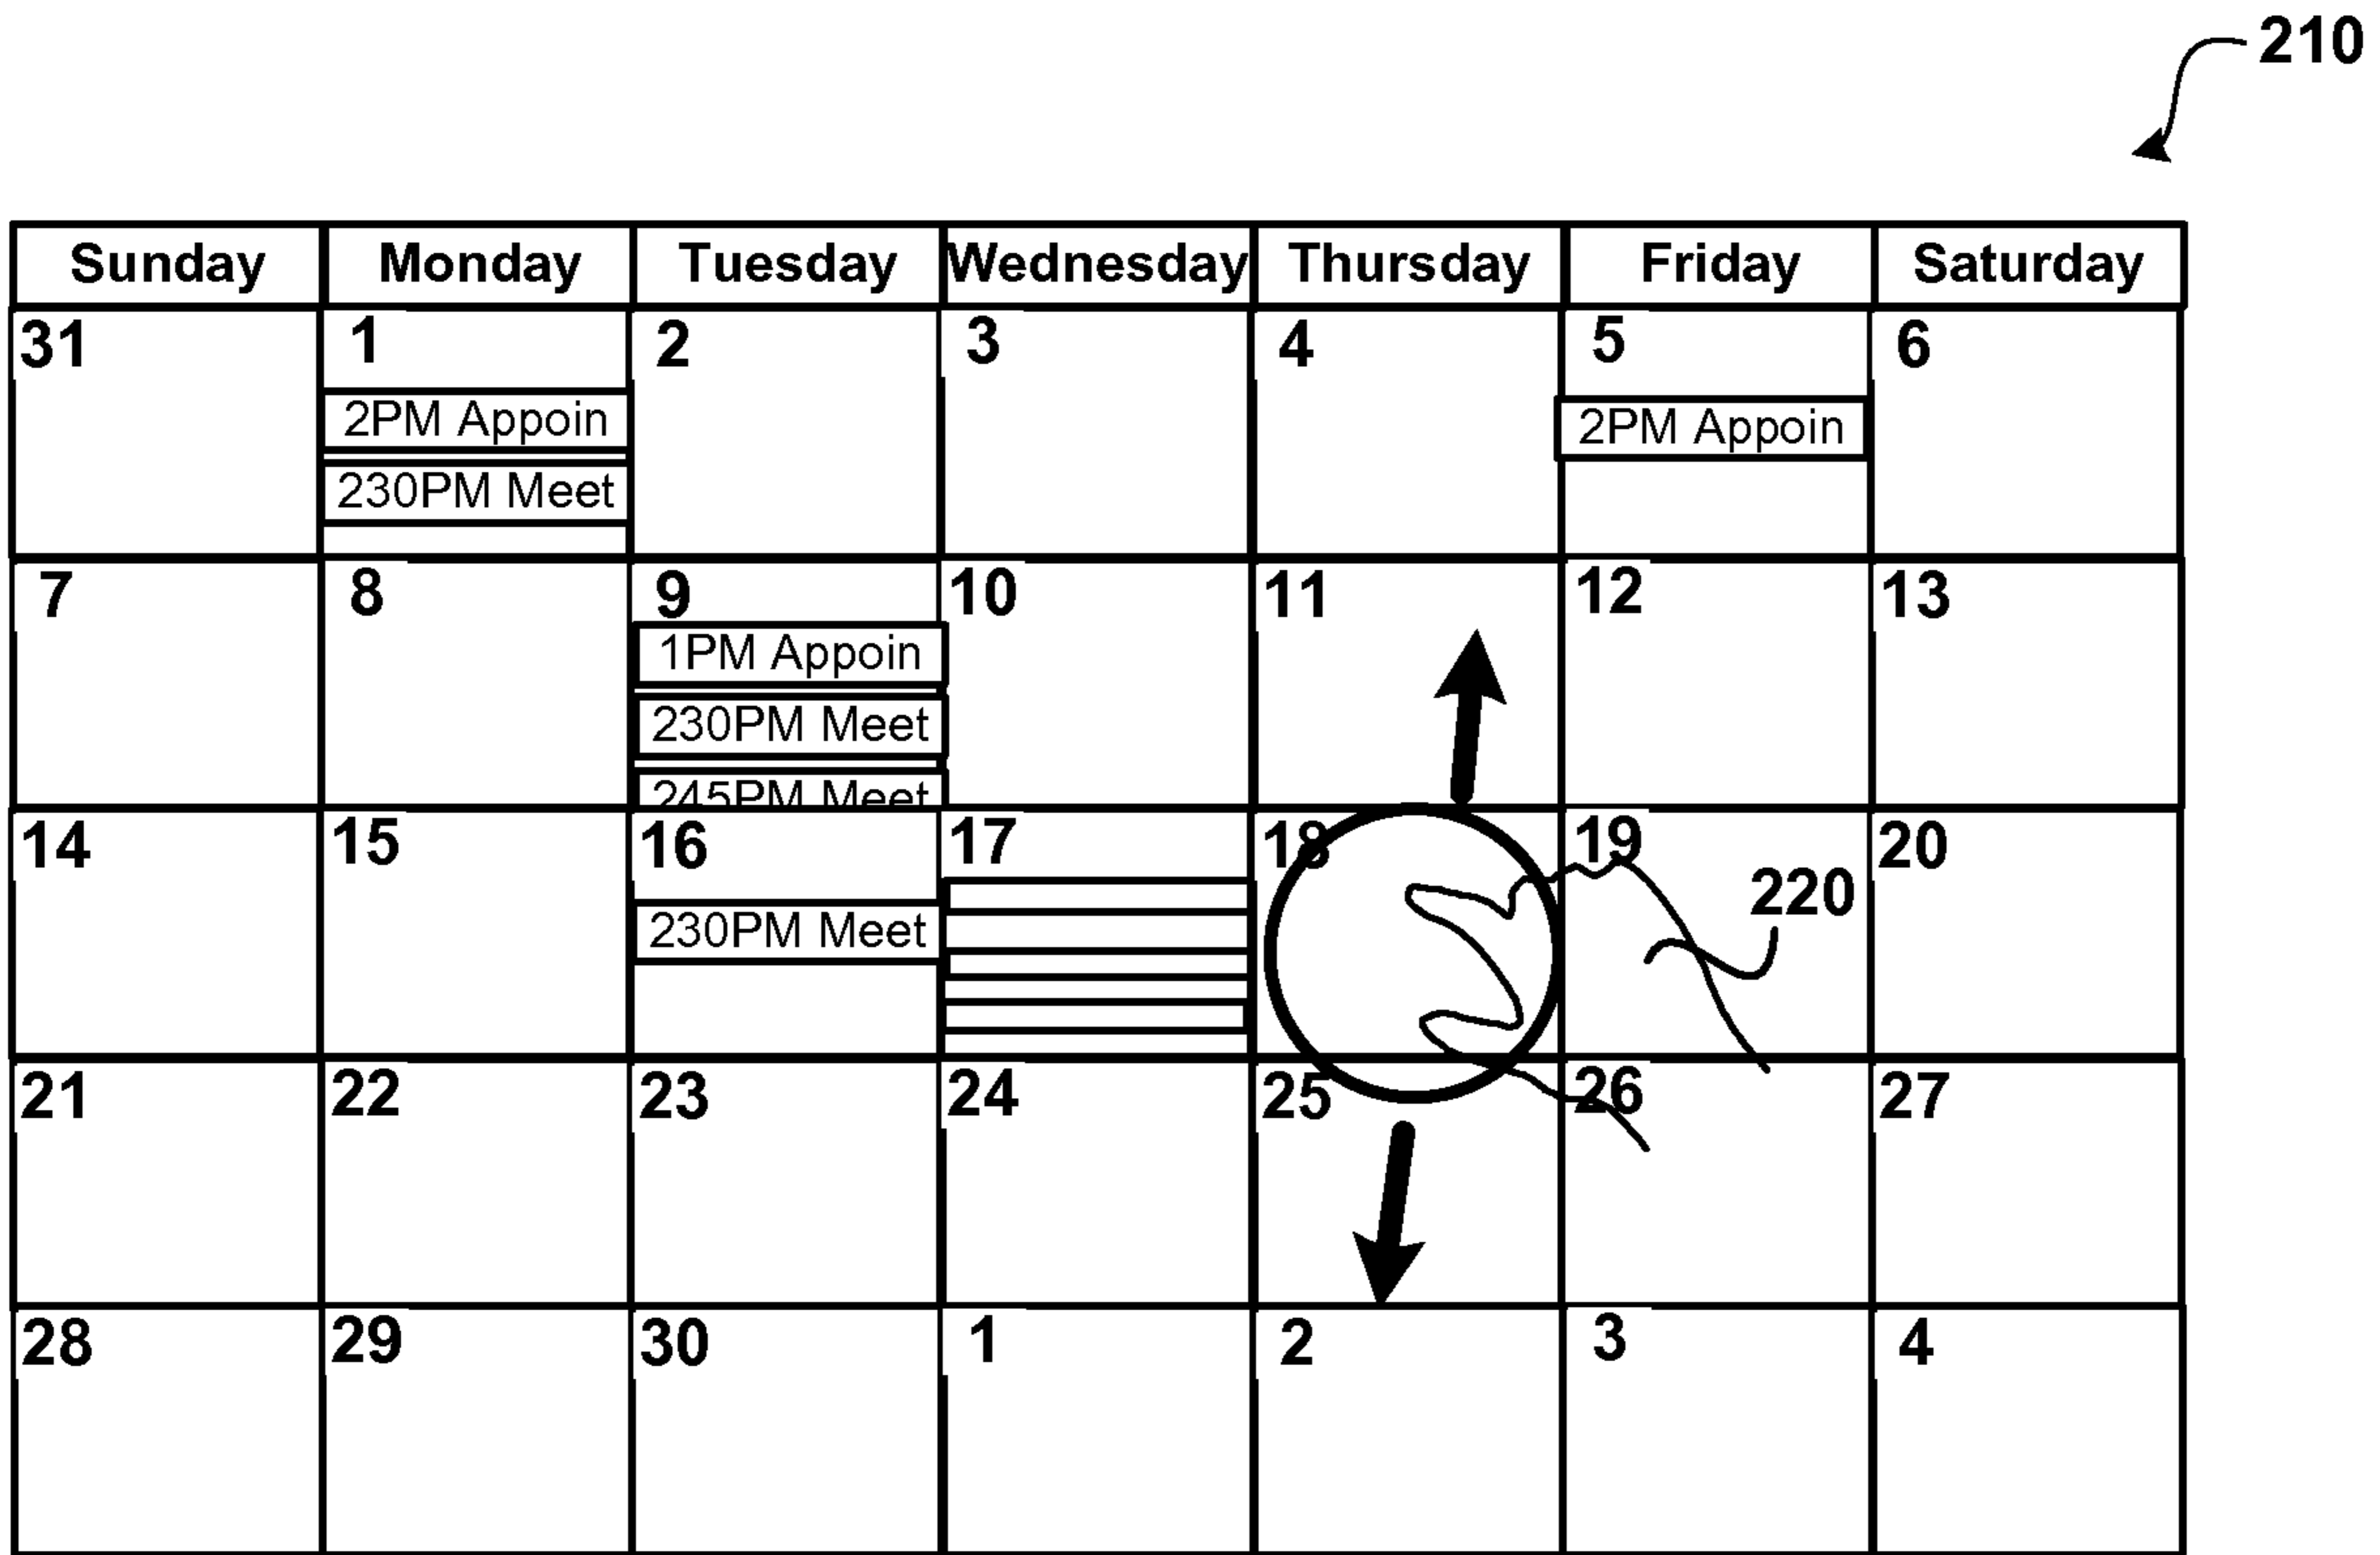 210
Sunday Monday Tuesday Wednesday Thursday Friday Saturday
31 1 2 3 4 5 6
2PM Appoin 2PM Appoin
230PM Meet
7 8 9 10 11 12 13
1PM Appoin
230PM Meet
245PM Meet
14 15 16 17 18 19 20
220
230PM Meet
21 22 23 24 25 26 27
28 29 30 1 2 3 4